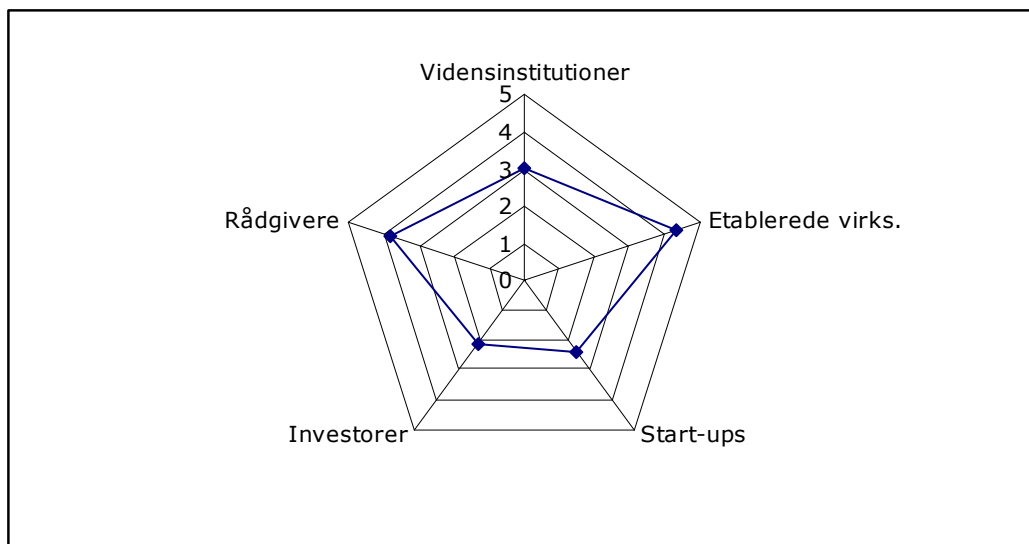 Vidensinstitutioner
5
4
3
2
1
0
Etablerede virks.
Start-ups
Investorer
Rådgivere